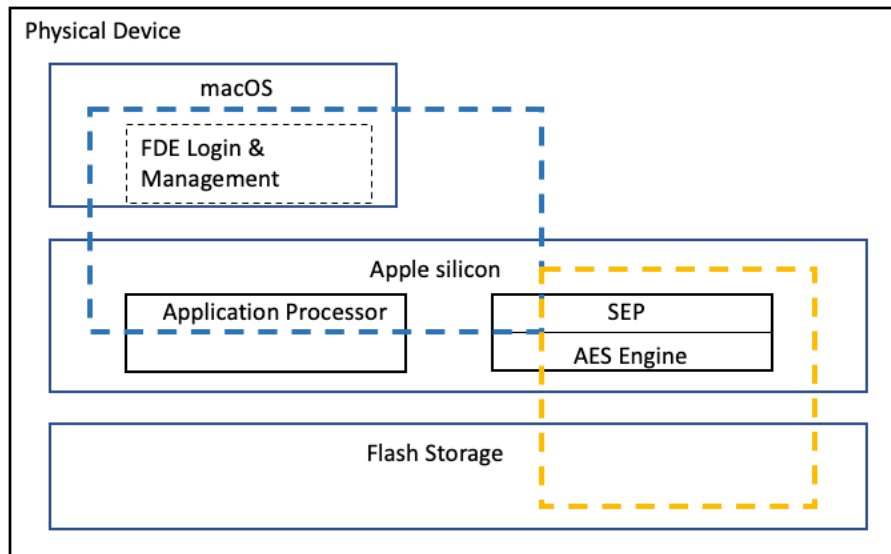 Physical Device
macOS
FDE Login &
Management
Apple silicon
Application Processor
SEP
AES Engine
Flash Storage